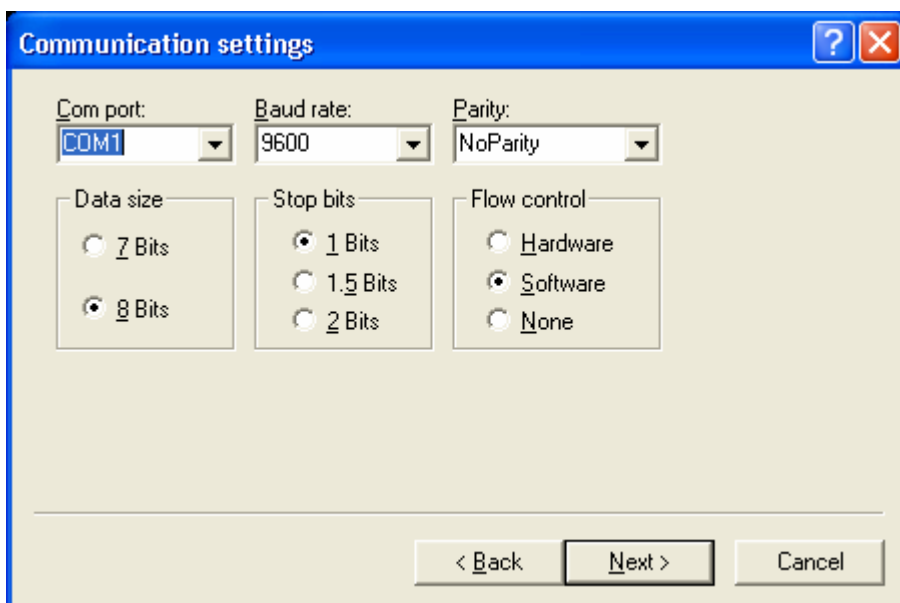 Communication settings
Com port: Baud rate: Parity:
COM1 9600 NoParity
Data size Stop bits Flow control
7 Bits 1 Bits Hardware
1.5 Bits Software
8 Bits 2 Bits None
< Back Next > Cancel